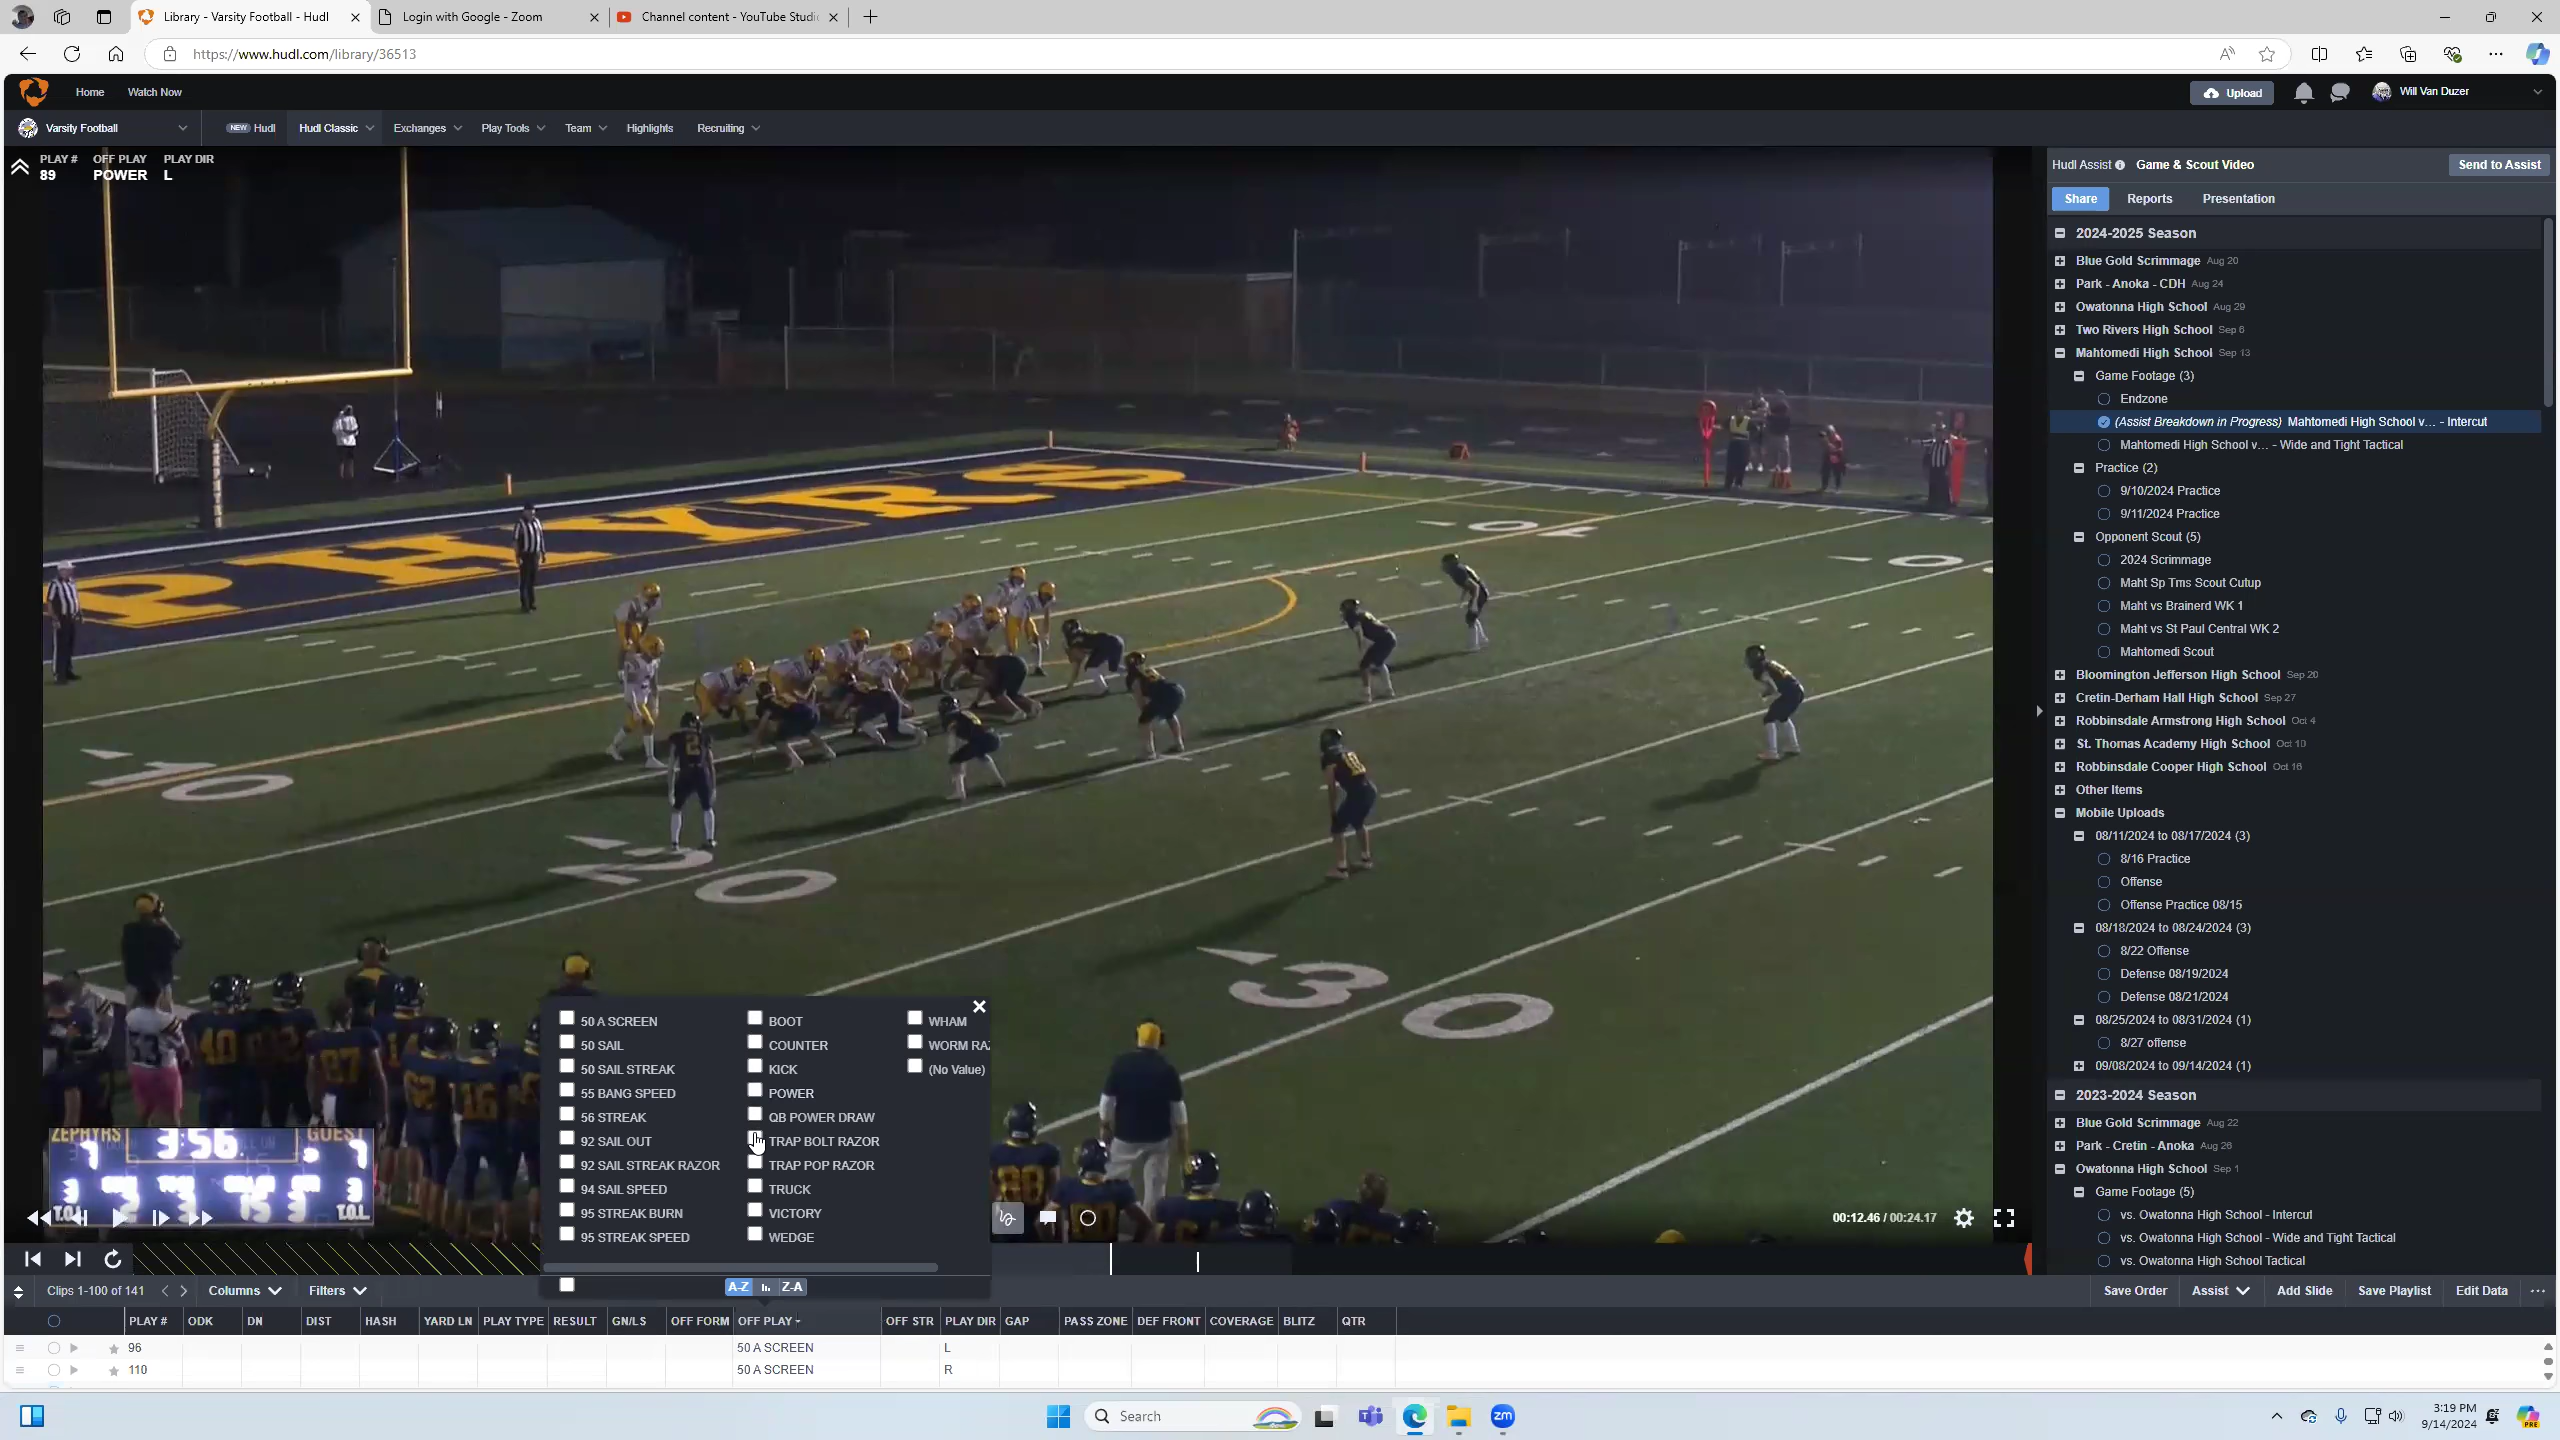 Library - Varsity Football - Hudl
Login with Google - Zoom
Channel content - YouTube Studi
https://www.hudl.com/library/36513
Home
Watch Now
Upload
Will Van Duzer
Varsity Football
NEW Hudl
Hudl Classic
Exchanges
Play Tools
Team
Highlights
Recruiting
PLAY # OFF PLAY PLAY DIR
89 POWER L
Hudl Assist Game & Scout Video
Send to Assist
Share
Reports
Presentation
2024-2025 Season
Blue Gold Scrimmage Aug 20
Park - Anoka - CDH Aug 24
Owatonna High School Aug 29
Two Rivers High School Sep 6
Mahtomedi High School Sep 13
Game Footage (3)
Endzone
(Assist Breakdown in Progress) Mahtomedi High School v... - Intercut
Mahtomedi High School v... - Wide and Tight Tactical
Practice (2)
9/10/2024 Practice
9/11/2024 Practice
Opponent Scout (5)
2024 Scrimmage
Maht Sp Tms Scout Cutup
Maht vs Brainerd WK 1
Maht vs St Paul Central WK 2
Mahtomedi Scout
Bloomington Jefferson High School Sep 20
Cretin-Derham Hall High School Sep 27
Robbinsdale Armstrong High School Oct 4
St. Thomas Academy High School Oct 10
Robbinsdale Cooper High School Oct 16
Other Items
Mobile Uploads
08/11/2024 to 08/17/2024 (3)
8/16 Practice
Offense
Offense Practice 08/15
08/18/2024 to 08/24/2024 (3)
8/22 Offense
Defense 08/19/2024
Defense 08/21/2024
08/25/2024 to 08/31/2024 (1)
8/27 offense
09/08/2024 to 09/14/2024 (1)
2023-2024 Season
Blue Gold Scrimmage Aug 22
Park - Cretin - Anoka Aug 26
Owatonna High School Sep 1
Game Footage (5)
vs. Owatonna High School - Intercut
vs. Owatonna High School - Wide and Tight Tactical
vs. Owatonna High School Tactical
PHYRS
10
20
30
ZEPHYRS 3:56 GUEST
T.O.L T.O.L
50 A SCREEN
50 SAIL
50 SAIL STREAK
55 BANG SPEED
56 STREAK
92 SAIL OUT
92 SAIL STREAK RAZOR
94 SAIL SPEED
95 STREAK BURN
95 STREAK SPEED
BOOT
COUNTER
KICK
POWER
QB POWER DRAW
TRAP BOLT RAZOR
TRAP POP RAZOR
TRUCK
VICTORY
WEDGE
WHAM
WORM RA
(No Value)
A-Z Z-A
00:12.46 / 00:24.17
Clips 1-100 of 141
Columns
Filters
Save Order
Assist
Add Slide
Save Playlist
Edit Data
PLAY # ODK DN DIST HASH YARD LN PLAY TYPE RESULT GN/LS OFF FORM OFF PLAY OFF STR PLAY DIR GAP PASS ZONE DEF FRONT COVERAGE BLITZ QTR
96 50 A SCREEN L
110 50 A SCREEN R
Search
zm
3:19 PM
9/14/2024